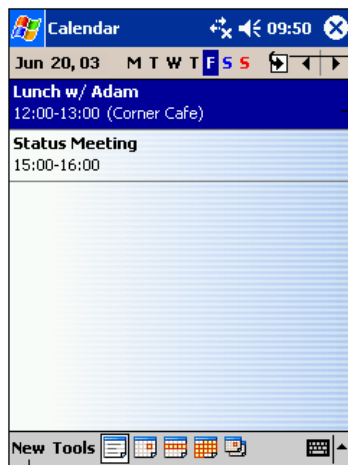 Calendar 09:50
Jun 20, 03 M T W T F S S
Lunch w/ Adam
12:00-13:00 (Corner Cafe)
Status Meeting
15:00-16:00
New Tools